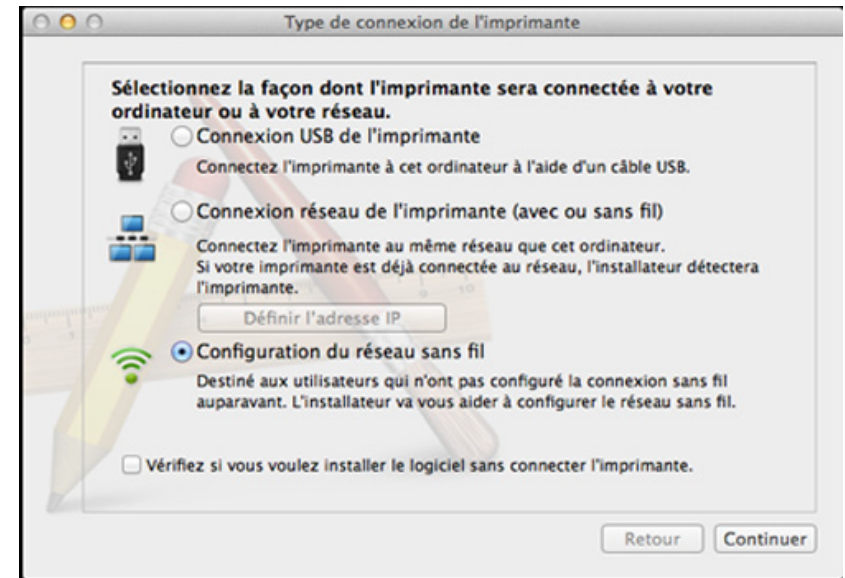 Type de connexion de l'imprimante
Sélectionnez la façon dont l'imprimante sera connectée à votre
ordinateur ou à votre réseau.
Connexion USB de l'imprimante
Connectez l'imprimante à cet ordinateur à l'aide d'un câble USB.
Connexion réseau de l'imprimante (avec ou sans fil)
Connectez l'imprimante au même réseau que cet ordinateur.
Si votre imprimante est déjà connectée au réseau, l'installateur détectera
l'imprimante.
Définir l'adresse IP
Configuration du réseau sans fil
Destiné aux utilisateurs qui n'ont pas configuré la connexion sans fil
auparavant. L'installateur va vous aider à configurer le réseau sans fil.
Vérifiez si vous voulez installer le logiciel sans connecter l'imprimante.
Retour
Continuer